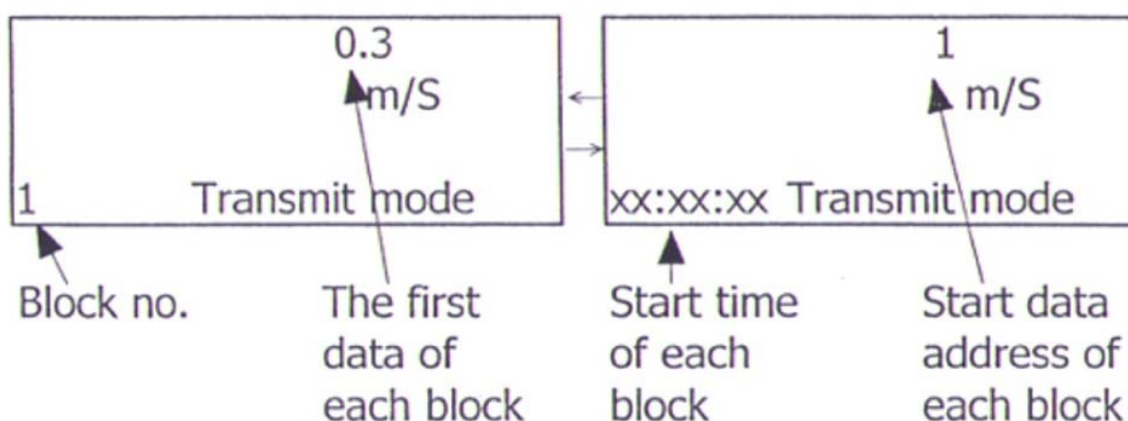 0.3
m/S
1 Transmit mode
1
m/S
xx:xx:xx Transmit mode
Block no.
The first
data of
each block
Start time
of each
block
Start data
address of
each block